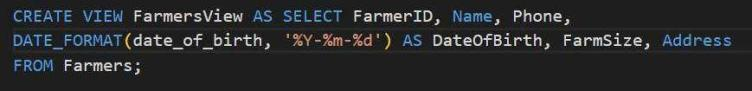 CREATE VIEW FarmersView AS SELECT FarmerID, Name, Phone,
DATE_FORMAT(date_of_birth, '%Y-%m-%d') AS DateOfBirth, FarmSize, Address
FROM Farmers;